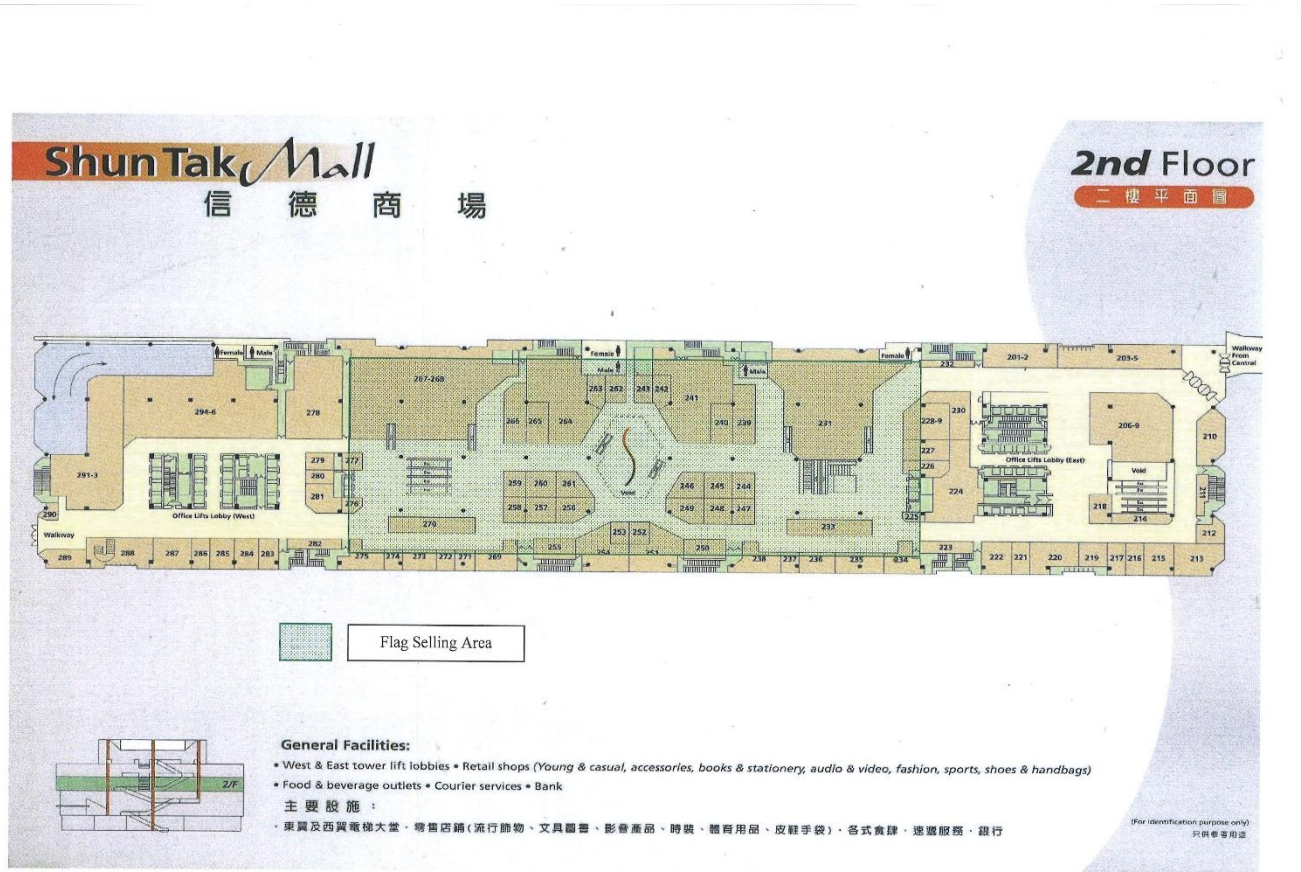 Shun Tak Mall
信德商場
2nd Floor
二樓平面圖
Walkway From Central
Female Male
Female
Male
Male
Female
232
201-2
203-5
267-268
263 262
243 242
241
231
294-6
278
266 265 264
240 239
228-9 230
206-9
210
279 277
280
281
276
291-3
259 260 261
258 257 256
246 245 244
249 248 247
227
226
224
225
Office Lifts Lobby (East)
Void
218
214
211
212
290
Walkway
Office Lifts Lobby (West)
270
Void
233
253 252
289 288 287 286 285 284 283 282
275 274 273 272 271 269 255 254 251 250
238 237 236 235 234
223 222 221 220 219 217 216 215 213
Flag Selling Area
2/F
General Facilities:
• West & East tower lift lobbies • Retail shops (Young & casual, accessories, books & stationery, audio & video, fashion, sports, shoes & handbags)
• Food & beverage outlets • Courier services • Bank
主要設施：
· 東翼及西翼電梯大堂 · 零售店鋪(流行飾物、文具圖書、影音產品、時裝、體育用品、皮鞋手袋) · 各式食肆 · 速遞服務 · 銀行
(For identification purpose only)
只供參考用途